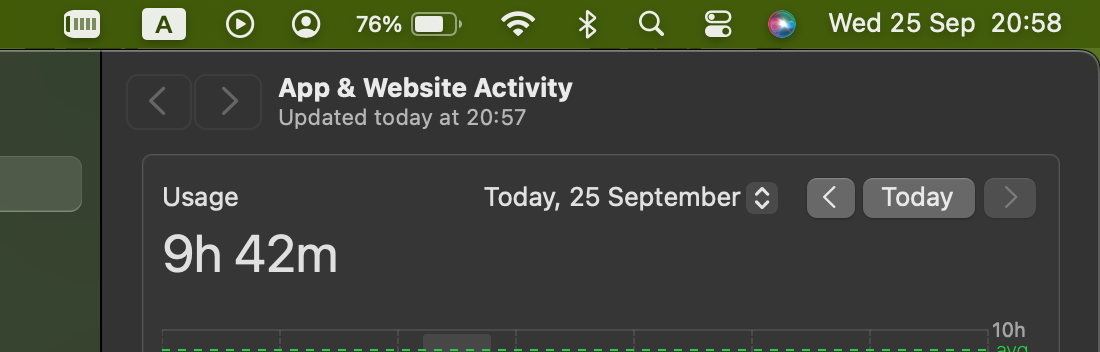 A 76% Wed 25 Sep 20:58
App & Website Activity
Updated today at 20:57
Usage Today, 25 September Today
9h 42m
10h
avg